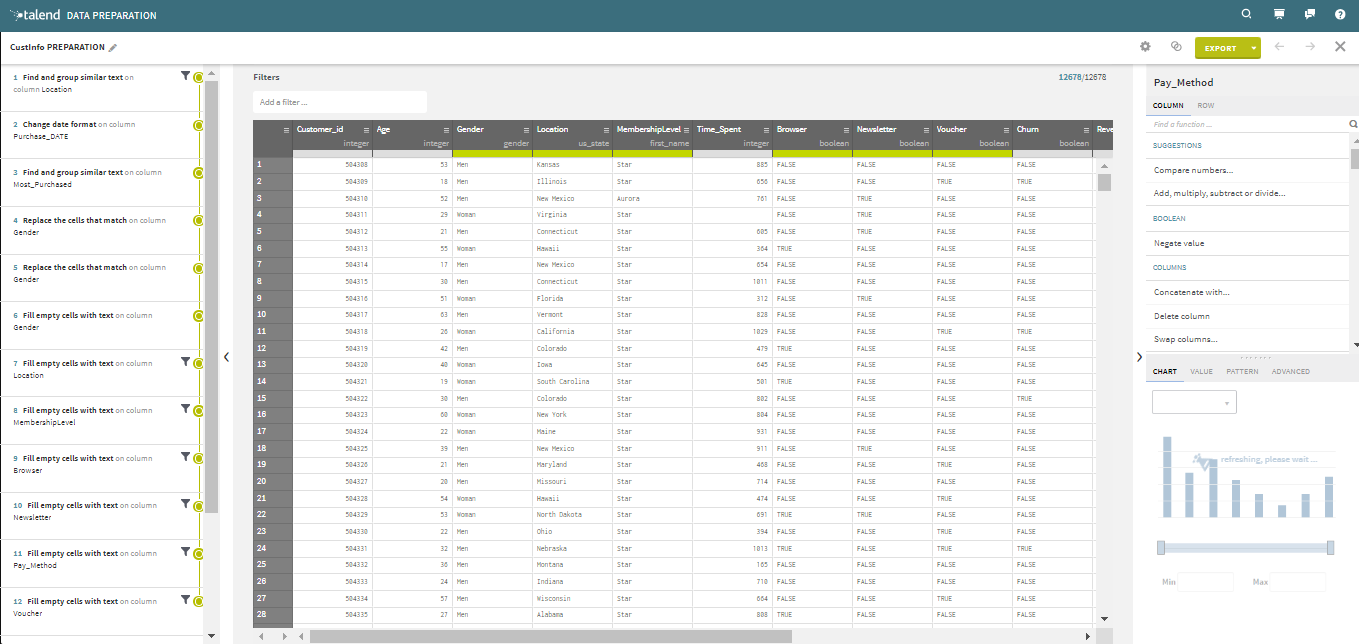 talend DATA PREPARATION
CustInfo PREPARATION
EXPORT
1 Find and group similar text on
column Location
2 Change date format on column
Purchase_DATE
3 Find and group similar text on column
Most_Purchased
4 Replace the cells that match on column
Gender
5 Replace the cells that match on column
Gender
6 Fill empty cells with text on column
Gender
7 Fill empty cells with text on column
Location
8 Fill empty cells with text on column
MembershipLevel
9 Fill empty cells with text on column
Browser
10 Fill empty cells with text on column
Newsletter
11 Fill empty cells with text on column
Pay_Method
12 Fill empty cells with text on column
Voucher
Filters 12678/12678
Add a filter ...
Customer_id Age Gender Location MembershipLevel Time_Spent Browser Newsletter Voucher Churn Reve
integer integer gender us_state first_name integer boolean boolean boolean boolean
1 504308 53 Men Kansas Star 885 FALSE FALSE FALSE FALSE
2 504309 18 Men Illinois Star 656 FALSE FALSE TRUE TRUE
3 504310 52 Men New Mexico Aurora 761 FALSE TRUE FALSE FALSE
4 504311 29 Woman Virginia Star FALSE TRUE FALSE FALSE
5 504312 21 Men Connecticut Star 605 FALSE TRUE FALSE FALSE
6 504313 55 Woman Hawaii Star 364 TRUE FALSE FALSE FALSE
7 504314 17 Men New Mexico Star 654 FALSE FALSE FALSE FALSE
8 504315 30 Men Connecticut Star 1011 FALSE FALSE FALSE FALSE
9 504316 51 Woman Florida Star 312 FALSE TRUE FALSE FALSE
10 504317 63 Men Vermont Star 828 FALSE FALSE FALSE FALSE
11 504318 26 Woman California Star 1029 FALSE FALSE TRUE TRUE
12 504319 42 Men Colorado Star 479 TRUE FALSE FALSE FALSE
13 504320 40 Woman Iowa Star 645 FALSE FALSE FALSE FALSE
14 504321 19 Woman South Carolina Star 501 TRUE FALSE FALSE FALSE
15 504322 30 Men Colorado Star 802 FALSE FALSE FALSE TRUE
16 504323 60 Woman New York Star 804 FALSE FALSE FALSE FALSE
17 504324 22 Woman Maine Star 931 FALSE FALSE FALSE FALSE
18 504325 39 Men New Mexico Star 911 FALSE TRUE FALSE FALSE
19 504326 21 Men Maryland Star 468 FALSE FALSE TRUE FALSE
20 504327 20 Men Missouri Star 714 FALSE FALSE FALSE FALSE
21 504328 54 Woman Hawaii Star 474 FALSE FALSE TRUE FALSE
22 504329 53 Woman North Dakota Star 691 TRUE TRUE FALSE FALSE
23 504330 22 Men Ohio Star 394 FALSE FALSE TRUE FALSE
24 504331 32 Men Nebraska Star 1013 TRUE FALSE TRUE TRUE
25 504332 36 Men Montana Star 165 FALSE FALSE FALSE FALSE
26 504333 24 Men Indiana Star 710 FALSE FALSE FALSE FALSE
27 504334 57 Men Wisconsin Star 664 FALSE FALSE TRUE FALSE
28 504335 27 Men Alabama Star 808 TRUE FALSE FALSE FALSE
Pay_Method
COLUMN ROW
Find a function ...
SUGGESTIONS
Compare numbers...
Add, multiply, subtract or divide...
BOOLEAN
Negate value
COLUMNS
Concatenate with...
Delete column
Swap columns...
CHART VALUE PATTERN ADVANCED
refreshing, please wait ...
Min Max